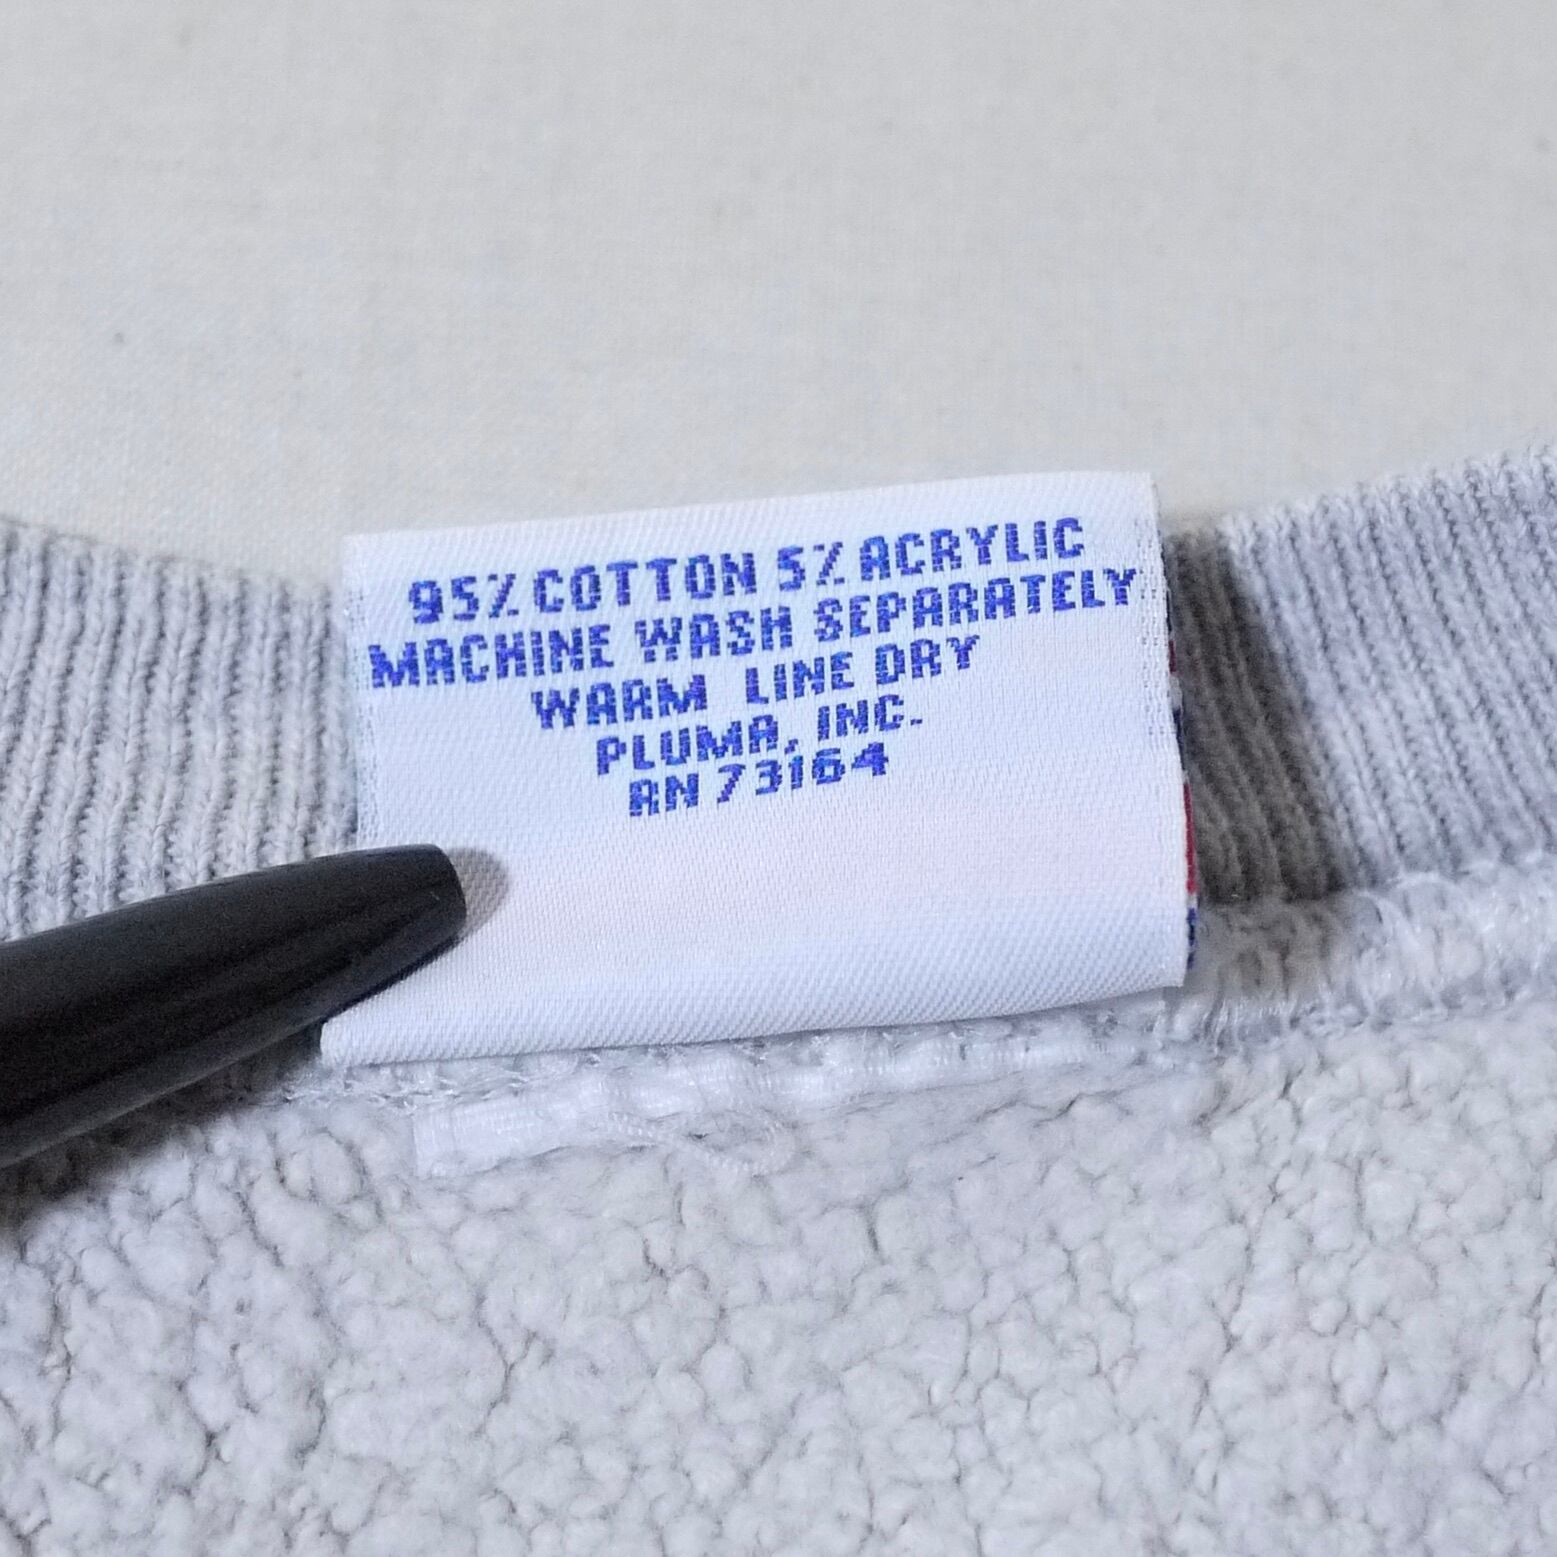 95% COTTON 5% ACRYLIC
MACHINE WASH SEPARATELY
WARM LINE DRY
PLUMA, INC.
RN 73164